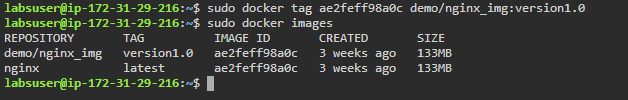 labsuser@ip-172-31-29-216:~$ sudo docker tag ae2feff98a0c demo/nginx_img:version1.0
labsuser@ip-172-31-29-216:~$ sudo docker images
REPOSITORY TAG IMAGE ID CREATED SIZE
demo/nginx_img version1.0 ae2feff98a0c 3 weeks ago 133MB
nginx latest ae2feff98a0c 3 weeks ago 133MB
labsuser@ip-172-31-29-216:~$